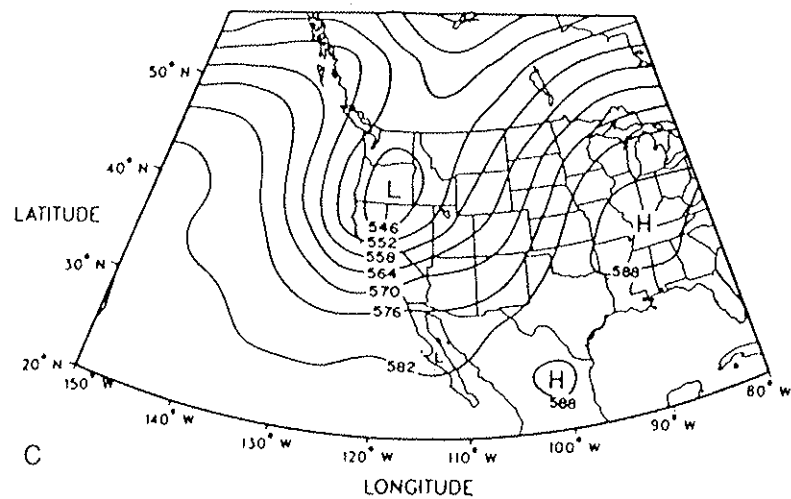 50° N
40° N
LATITUDE
30° N
20° N
L
546
552
558
564
570
576
582
H
588
H
588
150° W
140° W
130° W
120° W
110° W
100° W
90° W
80° W
C
LONGITUDE